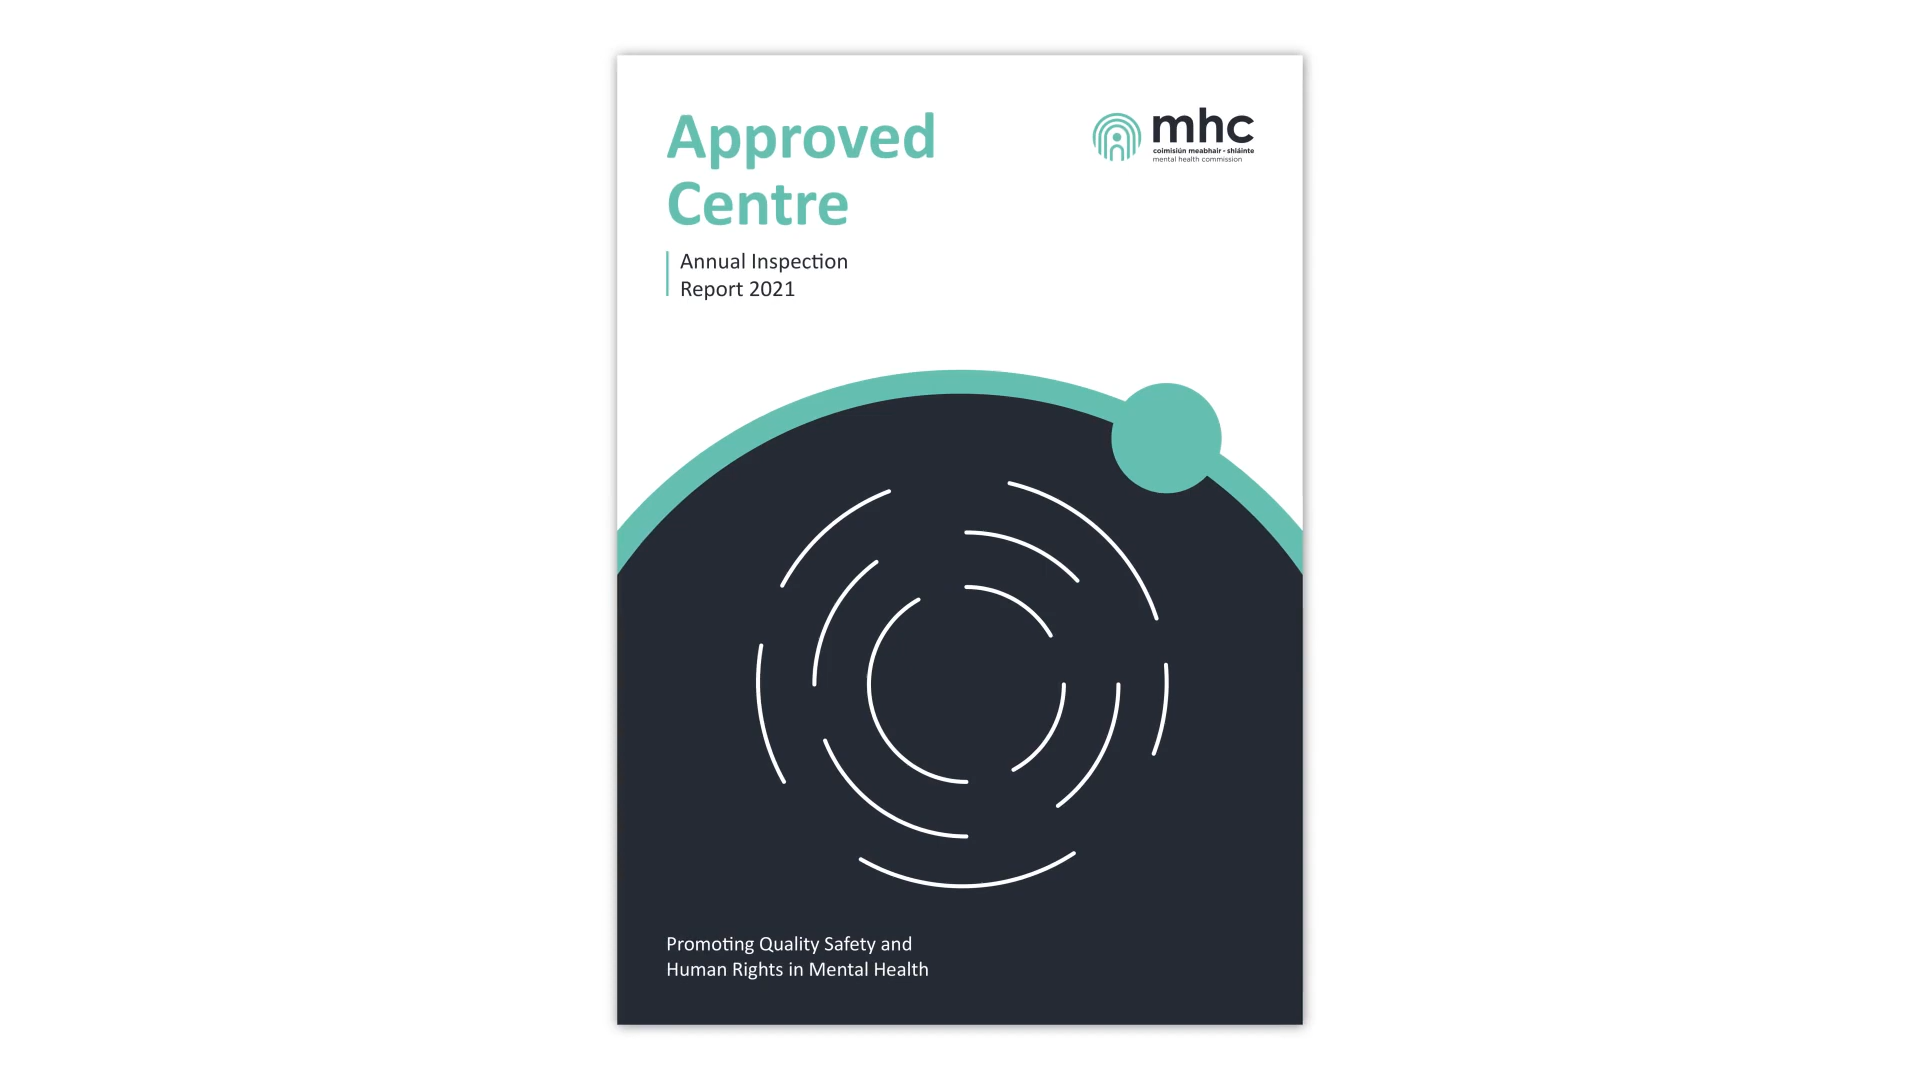 Approved
Centre
mhc
coimisiún meabhair - shláinte
mental health commission
Annual Inspection
Report 2021
Promoting Quality Safety and
Human Rights in Mental Health